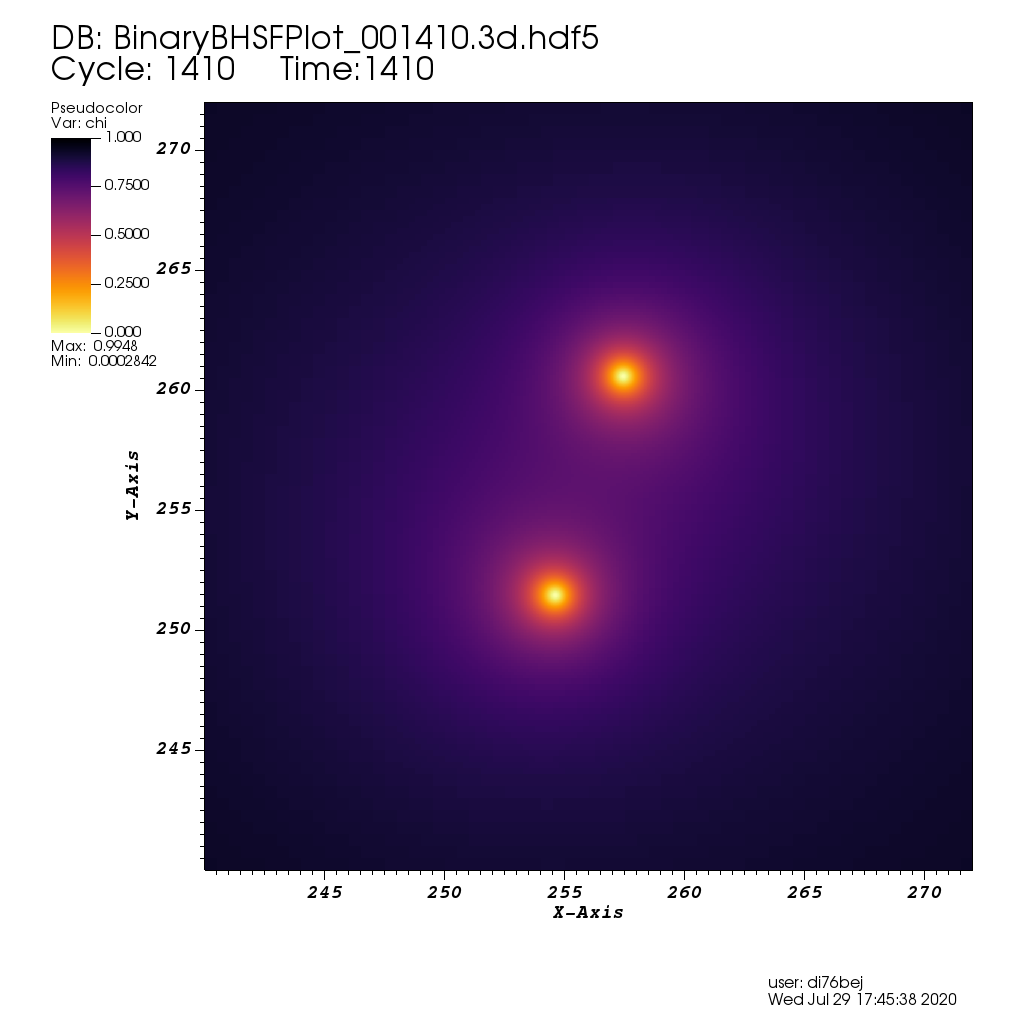 DB: BinaryBHSFPlot_001410.3d.hdf5
Cycle: 1410 Time:1410
Pseudocolor
Var: chi
1.000
0.7500
0.5000
0.2500
0.000
Max: 0.9948
Min: 0.0002842
270
265
260
255
250
245
Y-Axis
245 250 255 260 265 270
X-Axis
user: di76bej
Wed Jul 29 17:45:38 2020